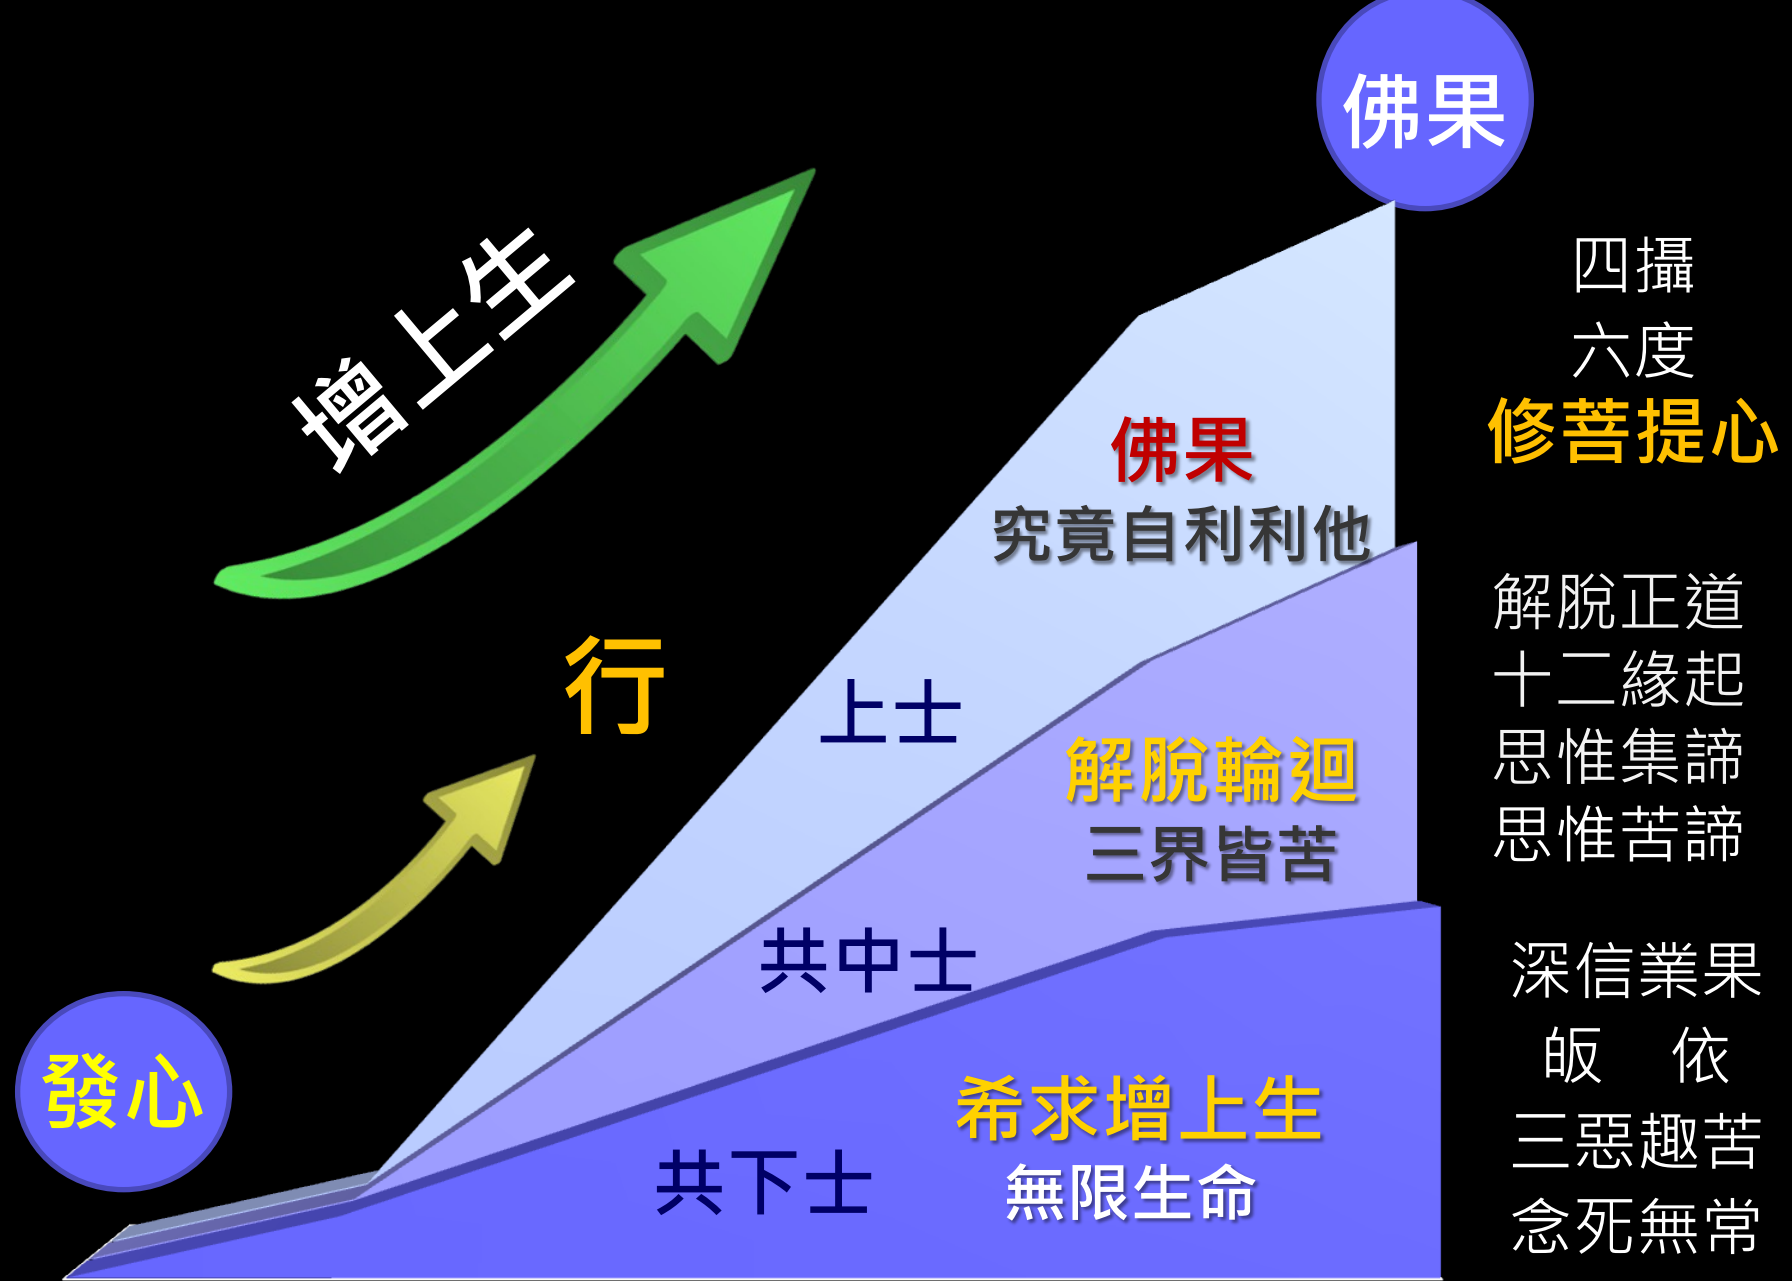 佛果
增上生
四攝
六度
修菩提心
佛果
究竟自利利他
行
上士
解脫正道
十二緣起
思惟集諦
思惟苦諦
解脫輪迴
三界皆苦
共中士
發心
深信業果
皈 依
三惡趣苦
念死無常
希求增上生
無限生命
共下士